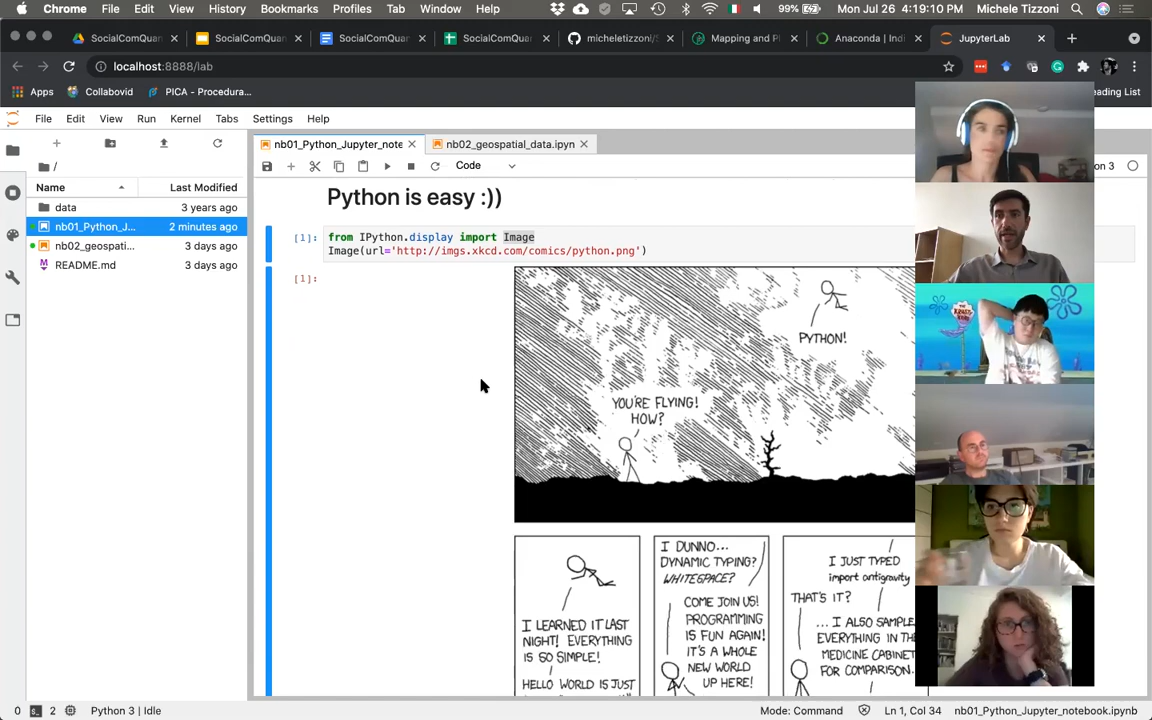 Chrome File Edit View History Bookmarks Profiles Tab Window Help 99% Mon Jul 26 4:19:10 PM Michele Tizzoni
SocialComQuan SocialComQuan SocialComQuan SocialComQuan micheletizzoni/S Mapping and Pl Anaconda | Indi JupyterLab
localhost:8888/lab
Apps Collabovid PICA - Procedura... eading List
File Edit View Run Kernel Tabs Settings Help
nb01_Python_Jupyter_note nb02_geospatial_data.ipynb
/
Code
on 3
Name Last Modified
data 3 years ago
nb01_Python_J... 2 minutes ago
nb02_geospati... 3 days ago
README.md 3 days ago
Python is easy :))
[1]: from IPython.display import Image
Image(url='http://imgs.xkcd.com/comics/python.png')
[1]:
PYTHON!
YOU'RE FLYING!
HOW?
I LEARNED IT LAST
NIGHT! EVERYTHING
IS SO SIMPLE!
HELLO WORLD IS JUST
I DUNNO...
DYNAMIC TYPING?
WHITESPACE?
COME JOIN US!
PROGRAMMING
IS FUN AGAIN!
IT'S A WHOLE
NEW WORLD
UP HERE!
I JUST TYPED
import antigravity
THAT'S IT?
... I ALSO SAMPLE
EVERYTHING IN THE
MEDICINE CABINET
FOR COMPARISON.
0 2 Python 3 | Idle Mode: Command Ln 1, Col 34 nb01_Python_Jupyter_notebook.ipynb